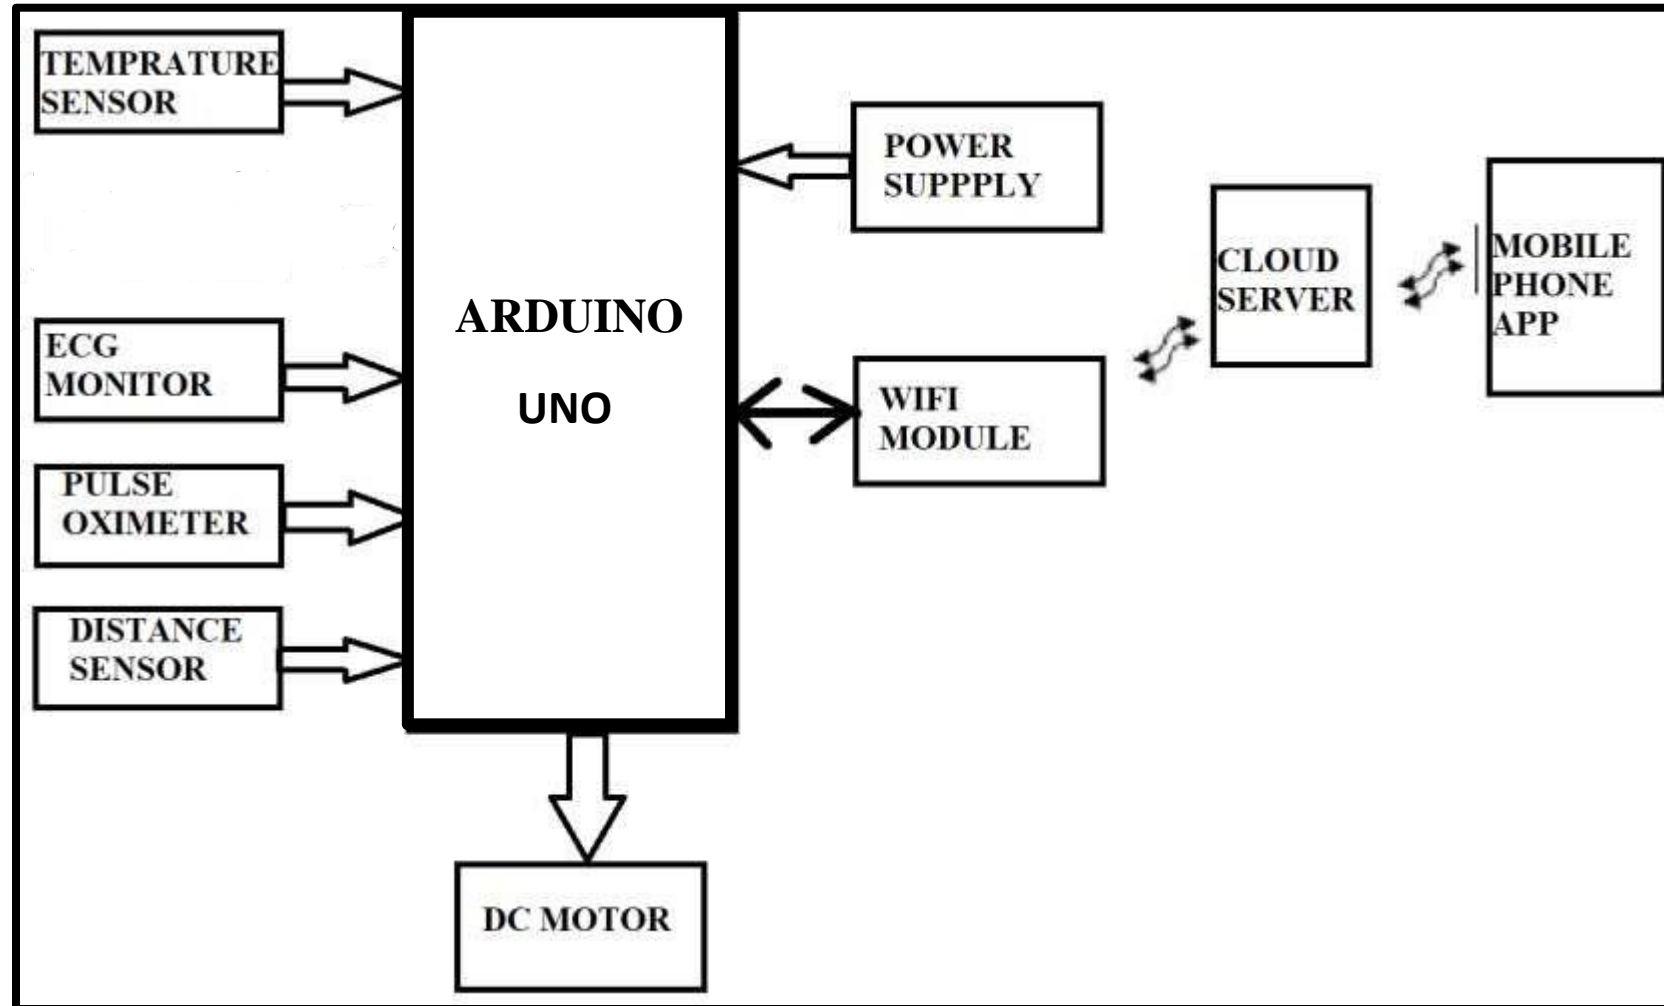 TEMPRATURE
SENSOR
ECG
MONITOR
PULSE
OXIMETER
DISTANCE
SENSOR
ARDUINO
UNO
POWER
SUPPPLY
WIFI
MODULE
CLOUD
SERVER
MOBILE
PHONE
APP
DC MOTOR